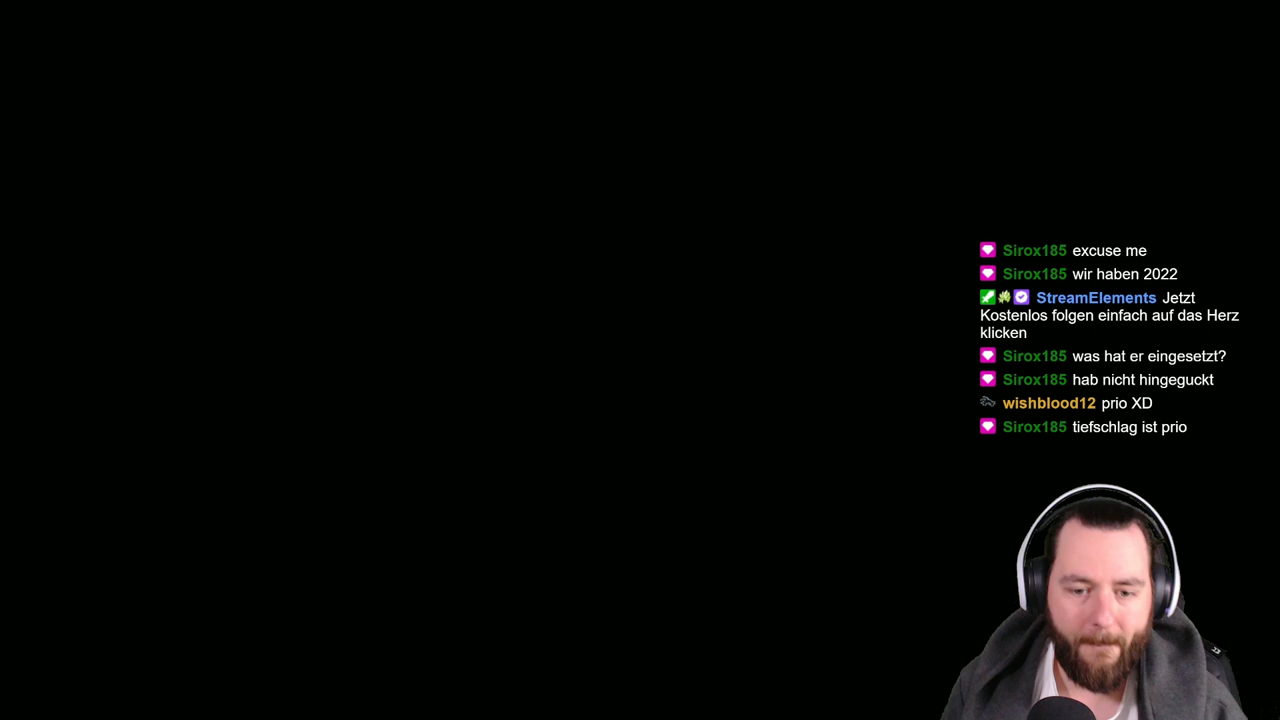 Sirox185 excuse me
Sirox185 wir haben 2022
StreamElements Jetzt
Kostenlos folgen einfach auf das Herz
klicken
Sirox185 was hat er eingesetzt?
Sirox185 hab nicht hingeguckt
wishblood12 prio XD
Sirox185 tiefschlag ist prio